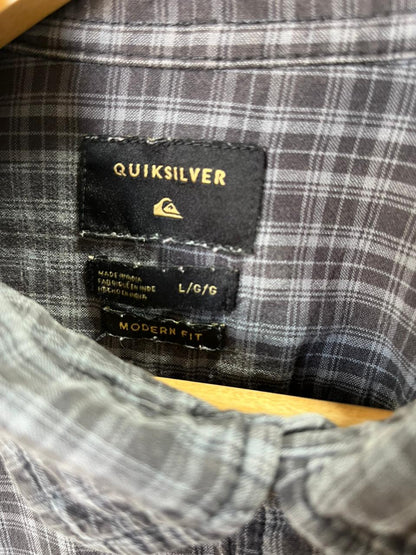 QUIKSILVER
MADE IN INDIA
FABRIQUÉ EN INDE
HECHO EN INDIA
L/G/G
MODERN FIT